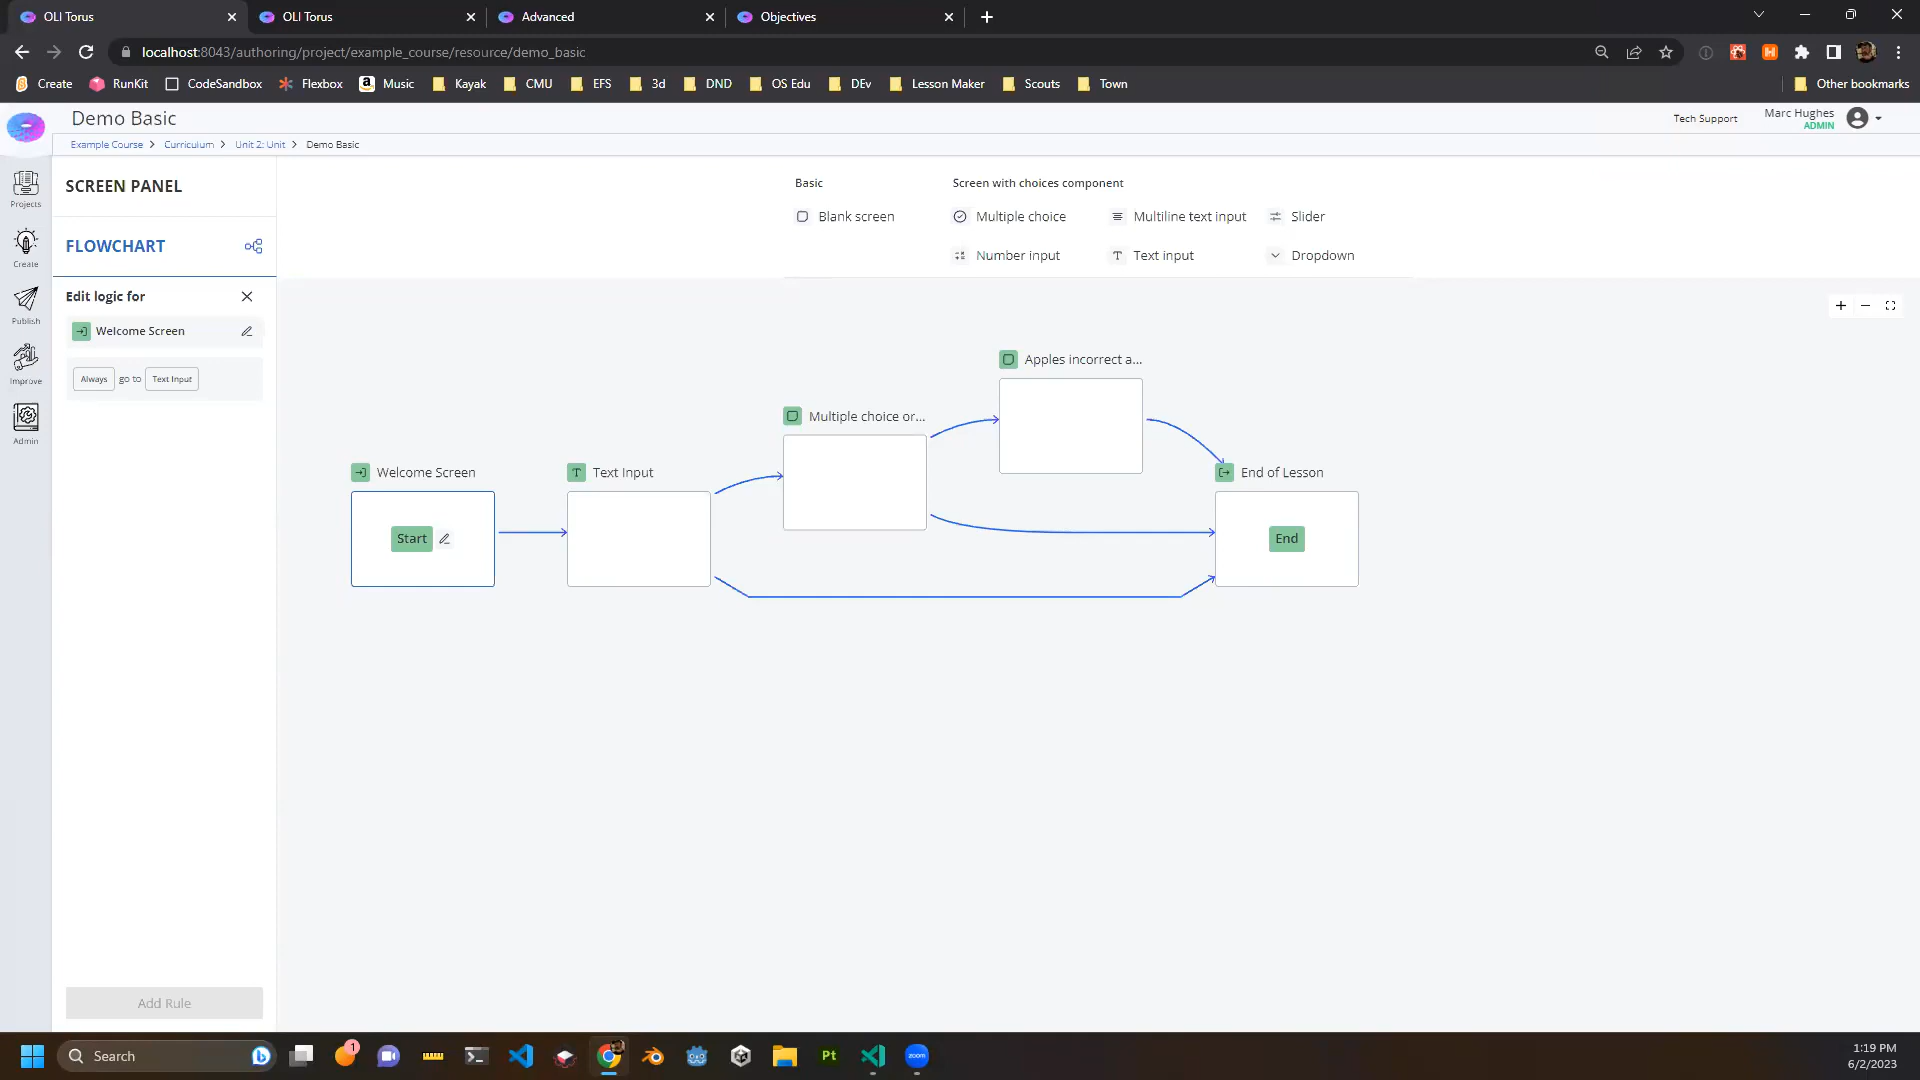 OLI Torus
OLI Torus
Advanced
Objectives
localhost:8043/authoring/project/example_course/resource/demo_basic
Create
RunKit
CodeSandbox
Flexbox
Music
Kayak
CMU
EFS
3d
DND
OS Edu
DEv
Lesson Maker
Scouts
Town
Other bookmarks
Demo Basic
Tech Support
Marc Hughes
ADMIN
Example Course
Curriculum
Unit 2: Unit
Demo Basic
Projects
Create
Publish
Improve
Admin
SCREEN PANEL
FLOWCHART
Edit logic for
Welcome Screen
Always go to Text Input
Add Rule
Basic
Screen with choices component
Blank screen
Multiple choice
Multiline text input
Slider
Number input
Text input
Dropdown
Apples incorrect a...
Multiple choice or...
Welcome Screen
Text Input
End of Lesson
Start
End
Search
1
Pt
zoom
1:19 PM
6/2/2023